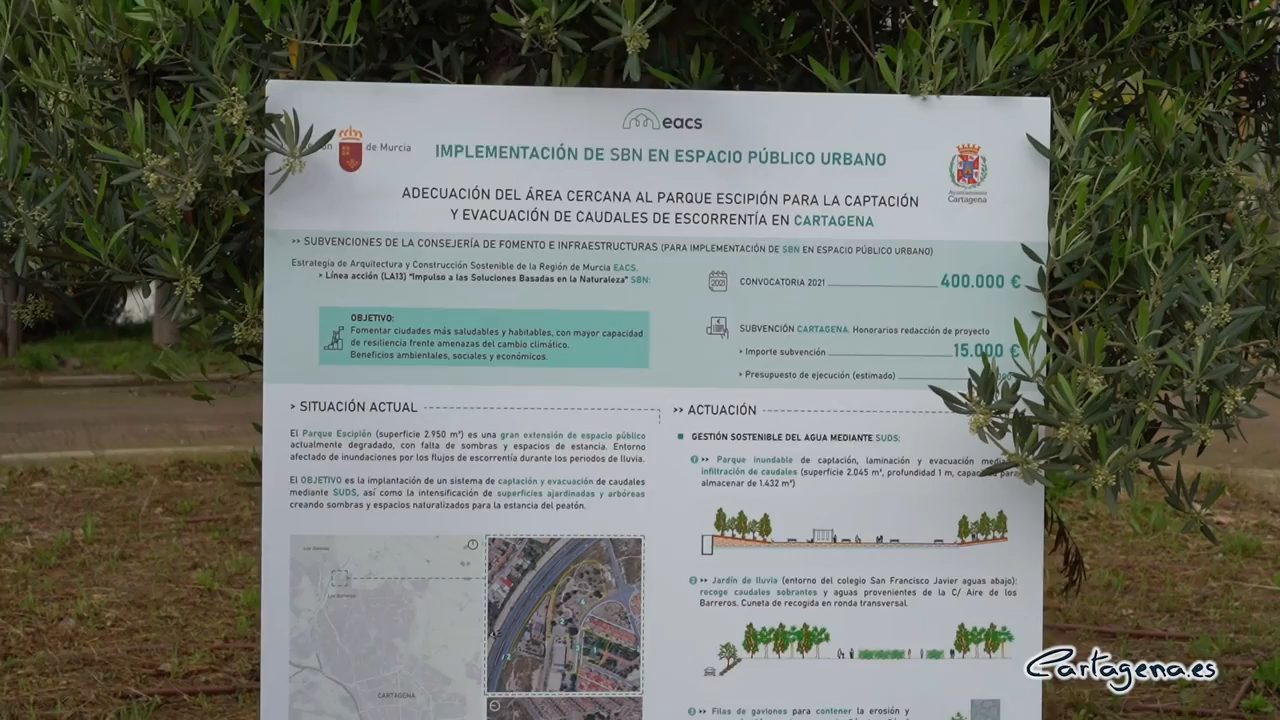 eacs
de Murcia
IMPLEMENTACIÓN DE SBN EN ESPACIO PÚBLICO URBANO
Ayuntamiento
Cartagena
ADECUACIÓN DEL ÁREA CERCANA AL PARQUE ESCIPIÓN PARA LA CAPTACIÓN
Y EVACUACIÓN DE CAUDALES DE ESCORRENTÍA EN CARTAGENA
>> SUBVENCIONES DE LA CONSEJERÍA DE FOMENTO E INFRAESTRUCTURAS (PARA IMPLEMENTACIÓN DE SBN EN ESPACIO PÚBLICO URBANO)
Estrategia de Arquitectura y Construcción Sostenible de la Región de Murcia EACS.
> Línea acción (LA13) "Impulso a las Soluciones Basadas en la Naturaleza" SBN:
OBJETIVO:
Fomentar ciudades más saludables y habitables, con mayor capacidad
de resiliencia frente amenazas del cambio climático.
Beneficios ambientales, sociales y económicos.
2021
CONVOCATORIA 2021 400.000 €
SUBVENCIÓN CARTAGENA. Honorarios redacción de proyecto
> Importe subvención 15.000 €
> Presupuesto de ejecución (estimado)
> SITUACIÓN ACTUAL
El Parque Escipión (superficie 2.950 m²) es una gran extensión de espacio público
actualmente degradado, con falta de sombras y espacios de estancia. Entorno
afectado de inundaciones por los flujos de escorrentía durante los periodos de lluvia.
El OBJETIVO es la implantación de un sistema de captación y evacuación de caudales
mediante SUDS, así como la intensificación de superficies ajardinadas y arbóreas
creando sombras y espacios naturalizados para la estancia del peatón.
Los Dolores
Los Barreros
CARTAGENA
>> ACTUACIÓN
GESTIÓN SOSTENIBLE DEL AGUA MEDIANTE SUDS:
1 >> Parque inundable de captación, laminación y evacuación
infiltración de caudales (superficie 2.045 m², profundidad 1 m, para
almacenar de 1.432 m³)
2 >> Jardín de lluvia (entorno del colegio San Francisco Javier aguas abajo):
recoge caudales sobrantes y aguas provenientes de la C/ Aire de los
Barreros. Cuneta de recogida en ronda transversal.
3 >> Filas de gaviones para contener la erosión y
Cartagena.es